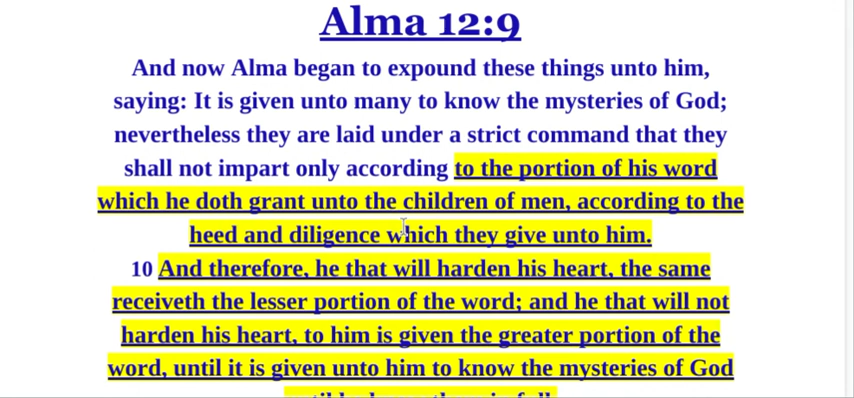 Alma 12:9
And now Alma began to expound these things unto him,
saying: It is given unto many to know the mysteries of God;
nevertheless they are laid under a strict command that they
shall not impart only according to the portion of his word
which he doth grant unto the children of men, according to the
heed and diligence which they give unto him.
10 And therefore, he that will harden his heart, the same
receiveth the lesser portion of the word; and he that will not
harden his heart, to him is given the greater portion of the
word, until it is given unto him to know the mysteries of God